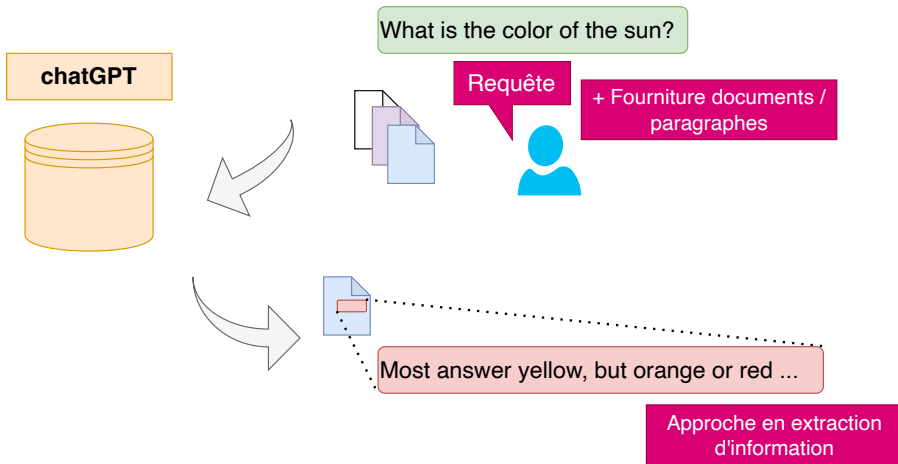 What is the color of the sun?
chatGPT
Requête
+ Fourniture documents /
paragraphes
Most answer yellow, but orange or red ...
Approche en extraction
d'information